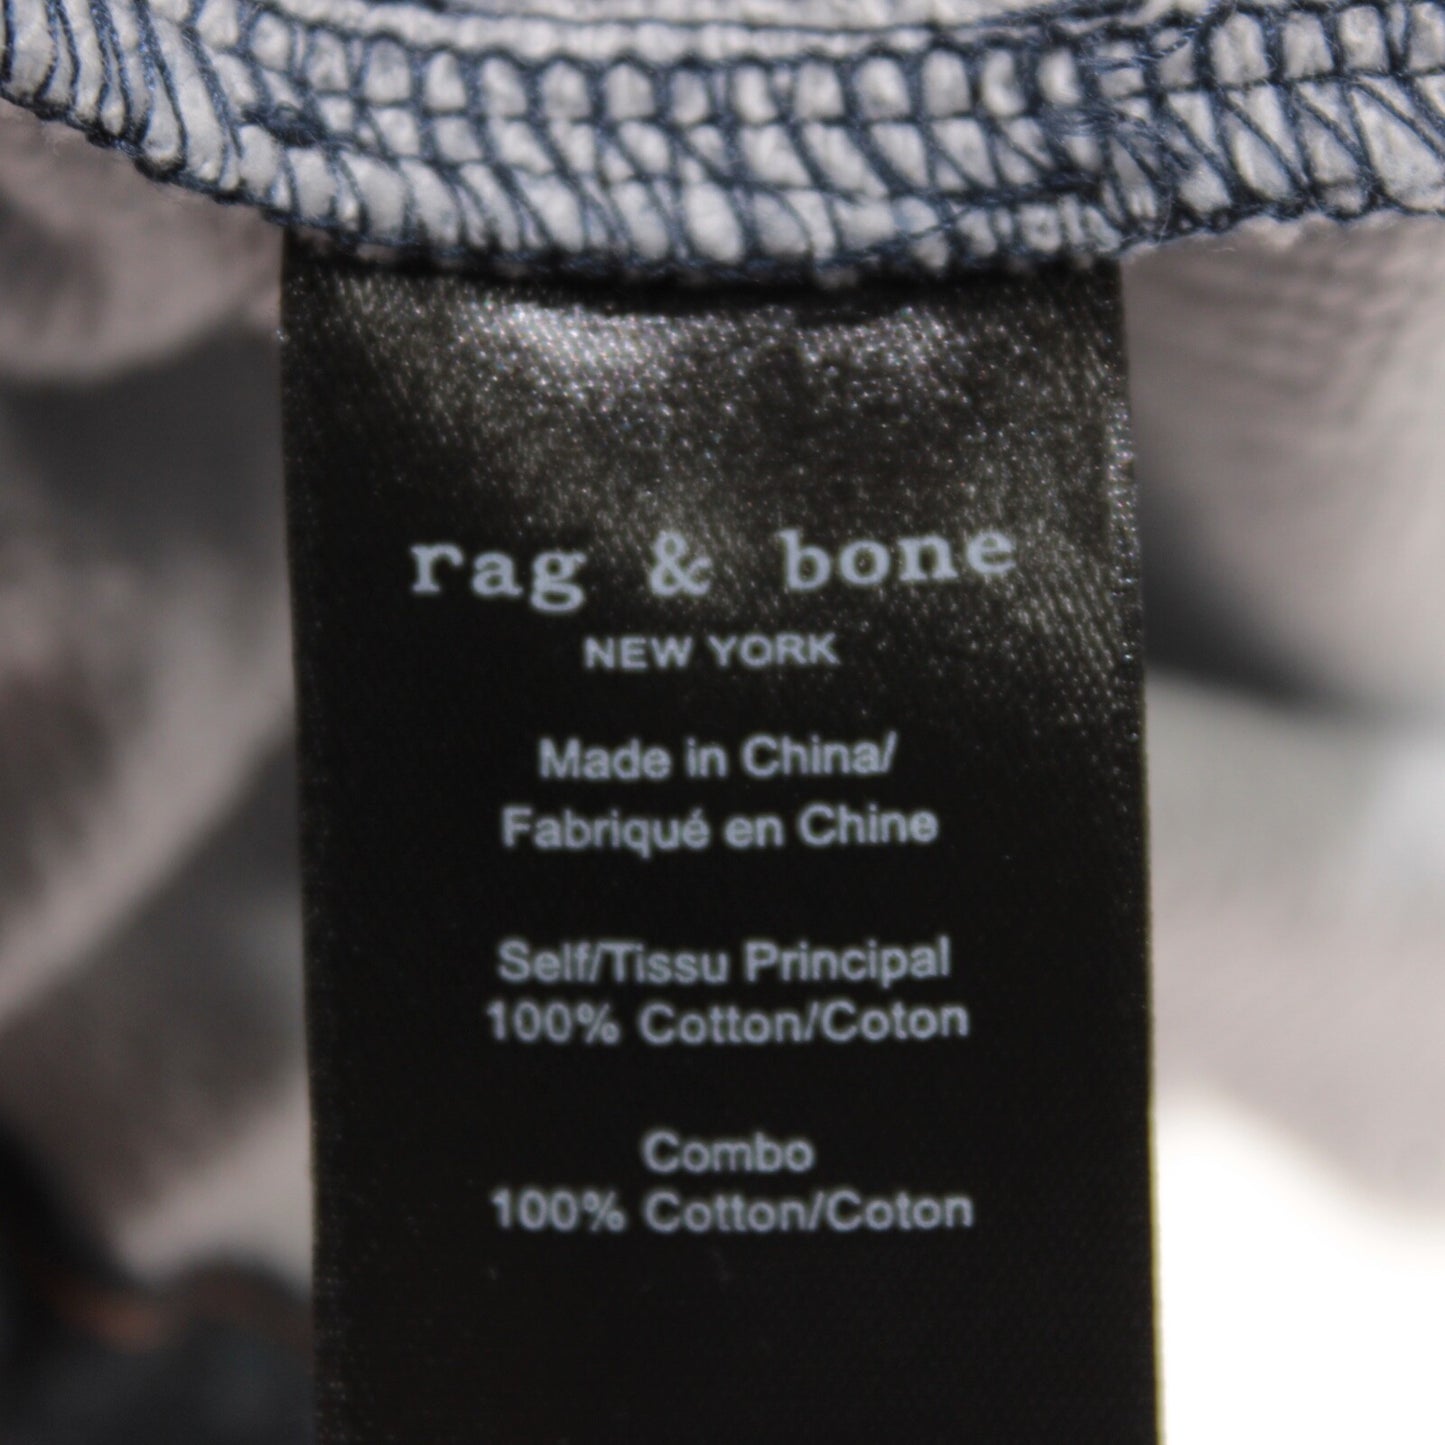 rag & bone
NEW YORK
Made in China/
Fabriqué en Chine
Self/Tissu Principal
100% Cotton/Coton
Combo
100% Cotton/Coton